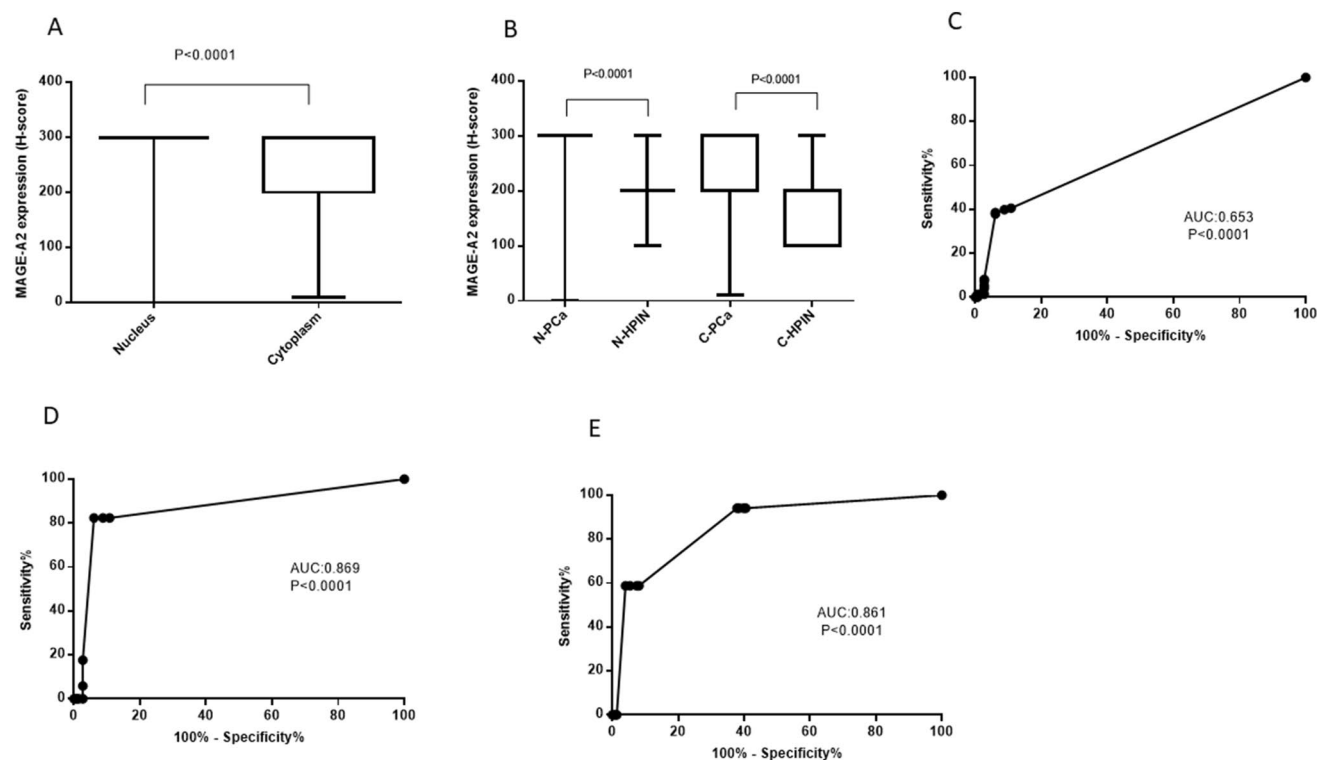 A
P<0.0001
MAGE-A2 expression (H-score)
400
300
200
100
0
Nucleus
Cytoplasm
B
P<0.0001
P<0.0001
MAGE-A2 expression (H-score)
400
300
200
100
0
N-PCa
N-HPIN
C-PCa
C-HPIN
C
Sensitivity%
100
80
60
40
20
0
AUC:0.653
P<0.0001
0 20 40 60 80 100
100% - Specificity%
D
Sensitivity%
100
80
60
40
20
0
AUC:0.869
P<0.0001
0 20 40 60 80 100
100% - Specificity%
E
Sensitivity%
100
80
60
40
20
0
AUC:0.861
P<0.0001
0 20 40 60 80 100
100% - Specificity%